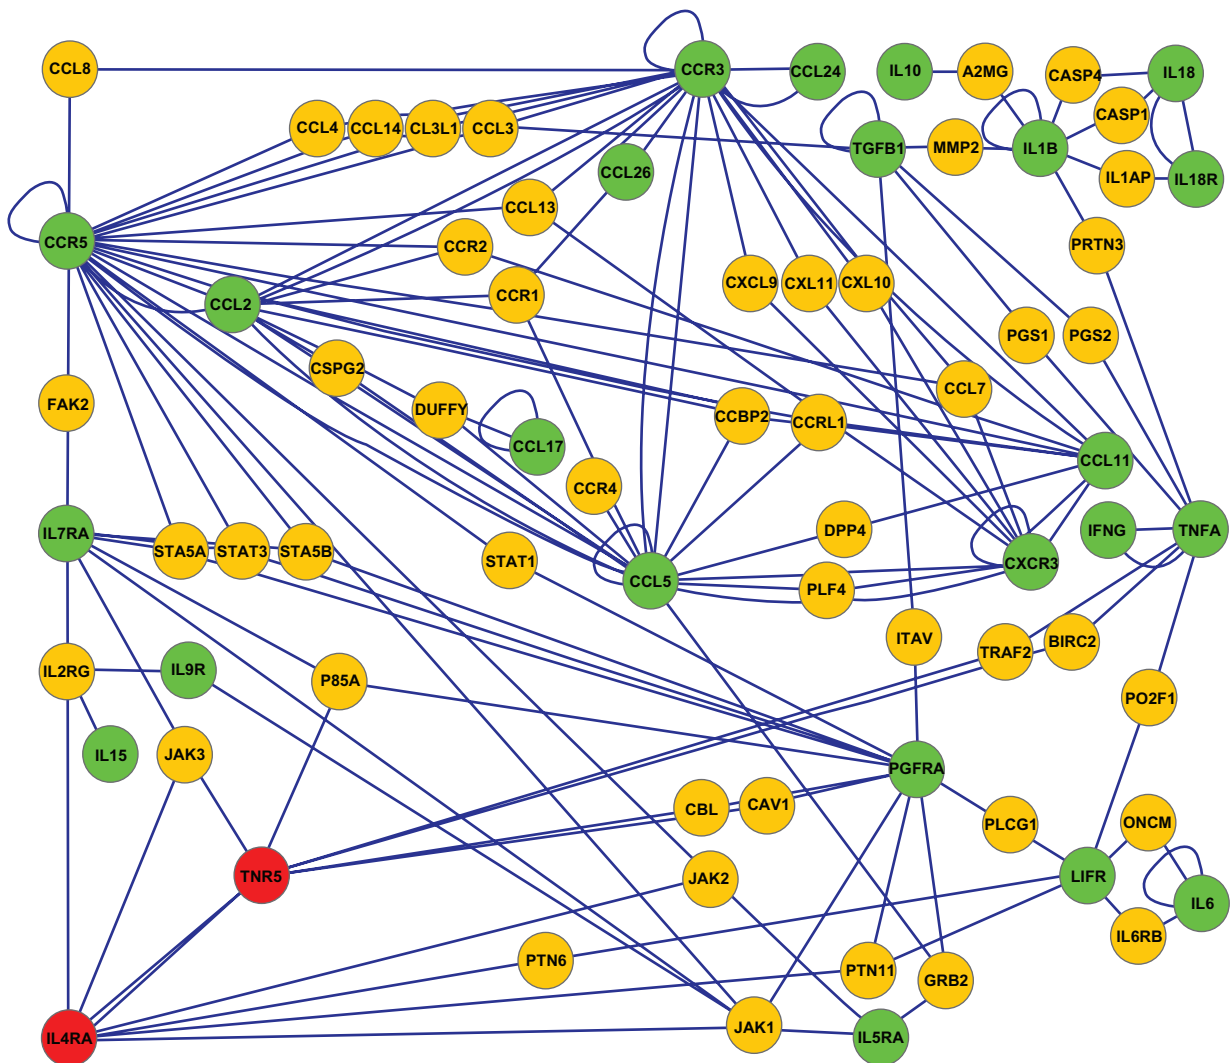 CCR3
CCL8
CCL24
IL10
A2MG
CASP4
IL18
CASP1
CCL4
CCL14
CL3L1
CCL3
TGFB1
MMP2
IL1B
CCL26
IL1AP
IL18R
CCL13
CCR5
CCR2
PRTN3
CCL2
CCR1
CXCL9
CXL11
CXL10
PGS1
PGS2
CSPG2
CCL7
FAK2
DUFFY
CCBP2
CCRL1
CCL17
CCL11
CCR4
IL7RA
DPP4
IFNG
TNFA
STA5A
STAT3
STA5B
STAT1
CXCR3
CCL5
PLF4
ITAV
BIRC2
TRAF2
IL2RG
IL9R
P85A
PO2F1
IL15
JAK3
PGFRA
CBL
CAV1
PLCG1
ONCM
TNR5
JAK2
LIFR
IL6
IL6RB
PTN6
PTN11
GRB2
IL4RA
JAK1
IL5RA